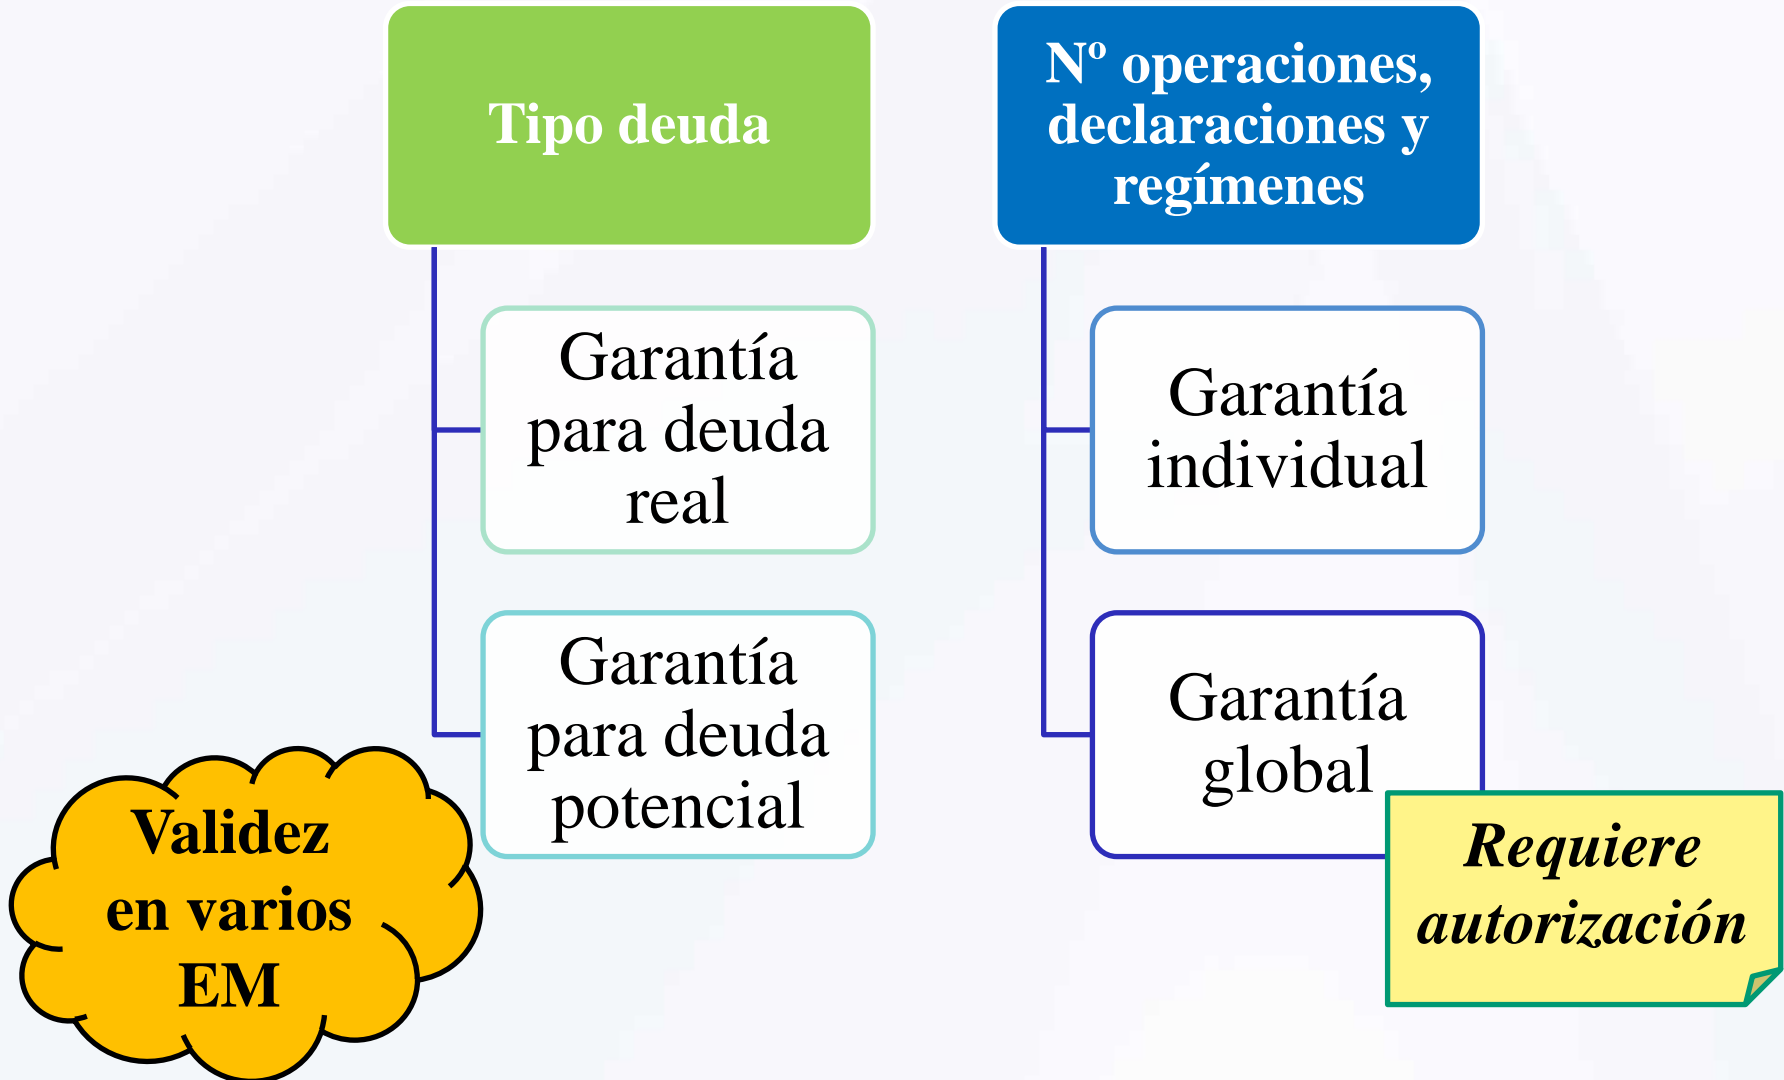 Tipo deuda
Garantía
para deuda
real
Garantía
para deuda
potencial
Nº operaciones,
declaraciones y
regímenes
Garantía
individual
Garantía
global
Requiere
autorización
Validez
en varios
EM